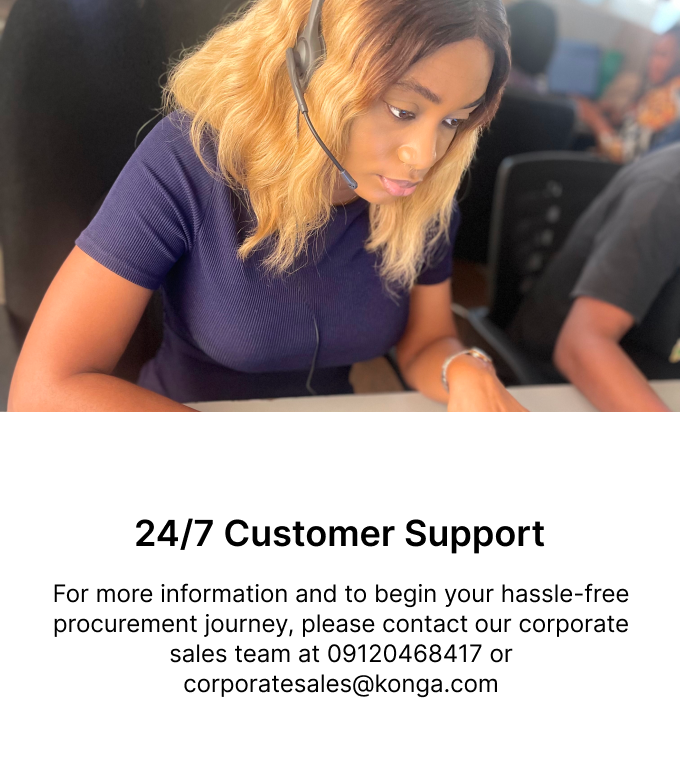 24/7 Customer Support
For more information and to begin your hassle-free
procurement journey, please contact our corporate
sales team at 09120468417 or
corporatesales@konga.com